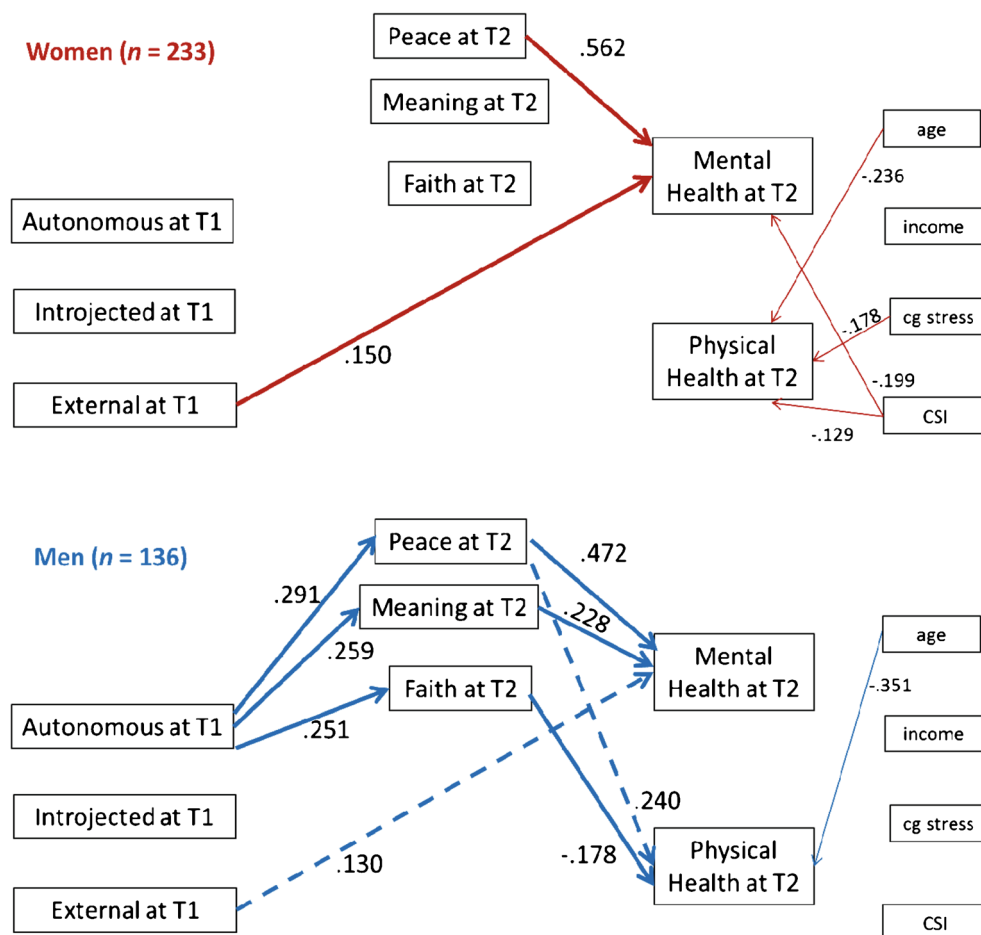 Women (n = 233)
Peace at T2
.562
Meaning at T2
age
Mental
Health at T2
-.236
Faith at T2
Autonomous at T1
income
Introjected at T1
cg stress
-.178
Physical
Health at T2
.150
-.199
External at T1
CSI
-.129
Men (n = 136)
Peace at T2
.472
.291
Meaning at T2
.228
age
.259
Mental
Health at T2
Faith at T2
-.351
Autonomous at T1
.251
income
.240
Introjected at T1
cg stress
-.178
Physical
Health at T2
.130
External at T1
CSI